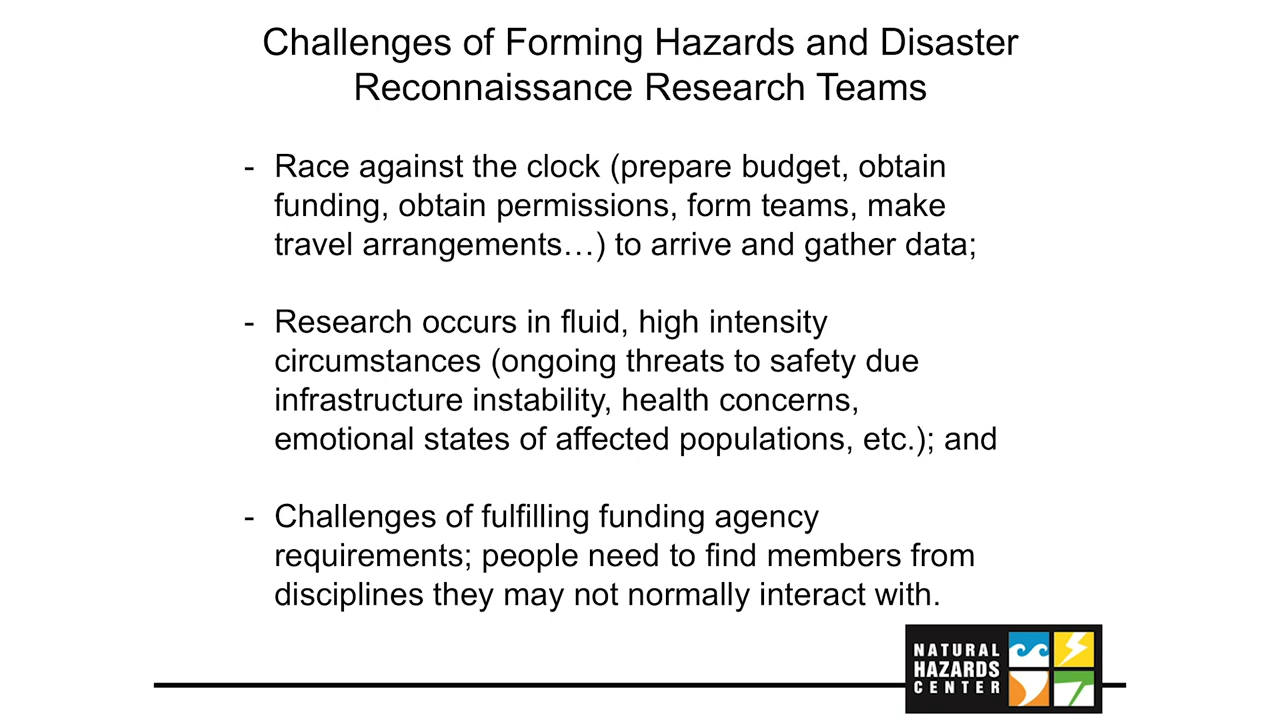 Challenges of Forming Hazards and Disaster
Reconnaissance Research Teams
- Race against the clock (prepare budget, obtain
funding, obtain permissions, form teams, make
travel arrangements…) to arrive and gather data;
- Research occurs in fluid, high intensity
circumstances (ongoing threats to safety due
infrastructure instability, health concerns,
emotional states of affected populations, etc.); and
- Challenges of fulfilling funding agency
requirements; people need to find members from
disciplines they may not normally interact with.
NATURAL
HAZARDS
CENTER